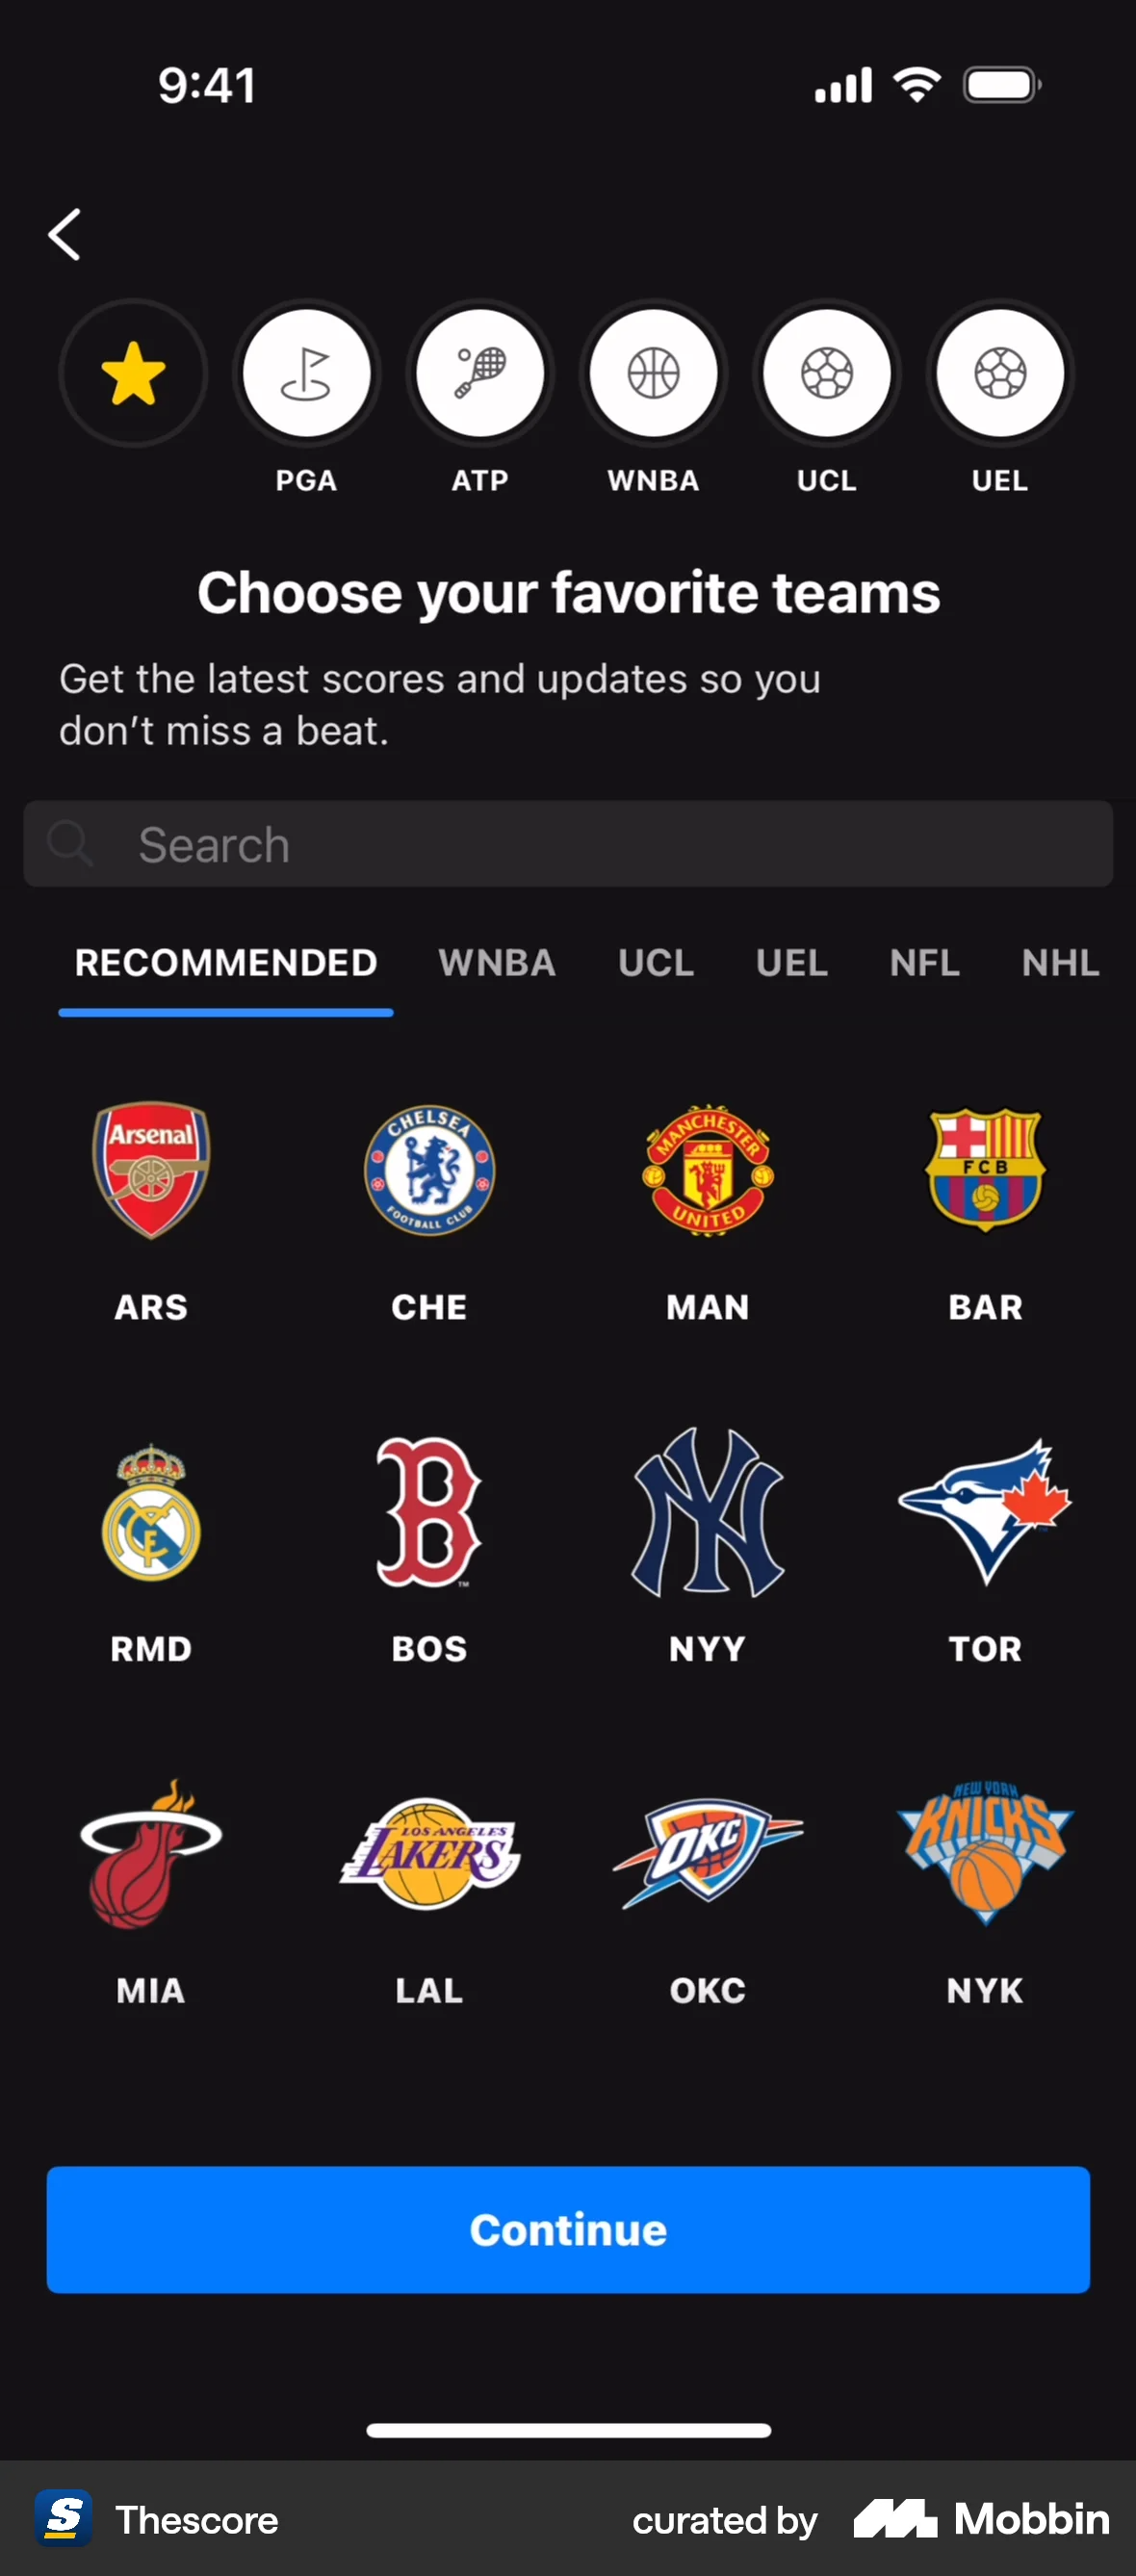 9:41
PGA ATP WNBA UCL UEL
Choose your favorite teams
Get the latest scores and updates so you
don’t miss a beat.
Search
RECOMMENDED WNBA UCL UEL NFL NHL
Arsenal
CHELSEA
FOOTBALL CLUB
MANCHESTER
UNITED
FCB
ARS CHE MAN BAR
B
TM
NY
RMD BOS NYY TOR
LOS ANGELES
LAKERS
OKC
NEW YORK
KNICKS
MIA LAL OKC NYK
Continue
S Thescore curated by Mobbin